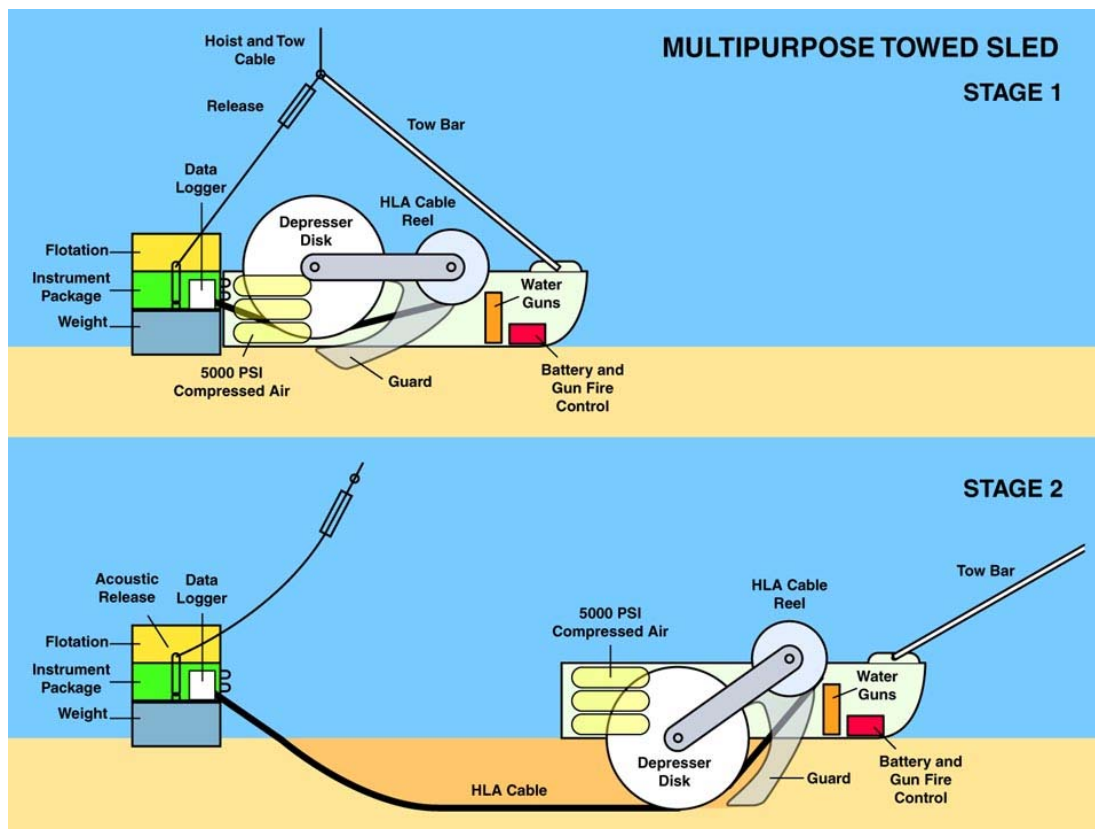 MULTIPURPOSE TOWED SLED
STAGE 1
Hoist and Tow
Cable
Release
Tow Bar
Data
Logger
HLA Cable
Reel
Depresser
Disk
Flotation
Instrument
Package
Weight
Water
Guns
5000 PSI
Compressed Air
Guard
Battery and
Gun Fire
Control
STAGE 2
Tow Bar
Acoustic
Release
Data
Logger
HLA Cable
Reel
5000 PSI
Compressed Air
Flotation
Instrument
Package
Weight
Water
Guns
Depresser
Disk
Guard
Battery and
Gun Fire
Control
HLA Cable